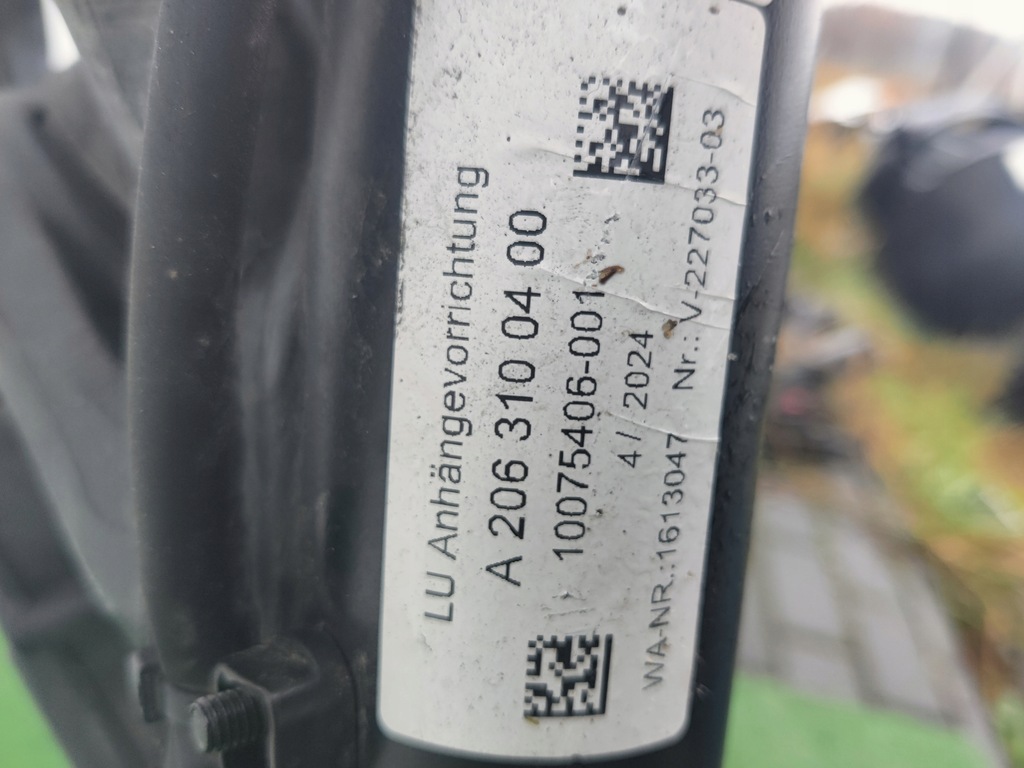 LU Anhängevorrichtung
A 206 310 04 00
10075406-001
4 / 2024
WA-NR.:1613047 Nr.: V-227033-03